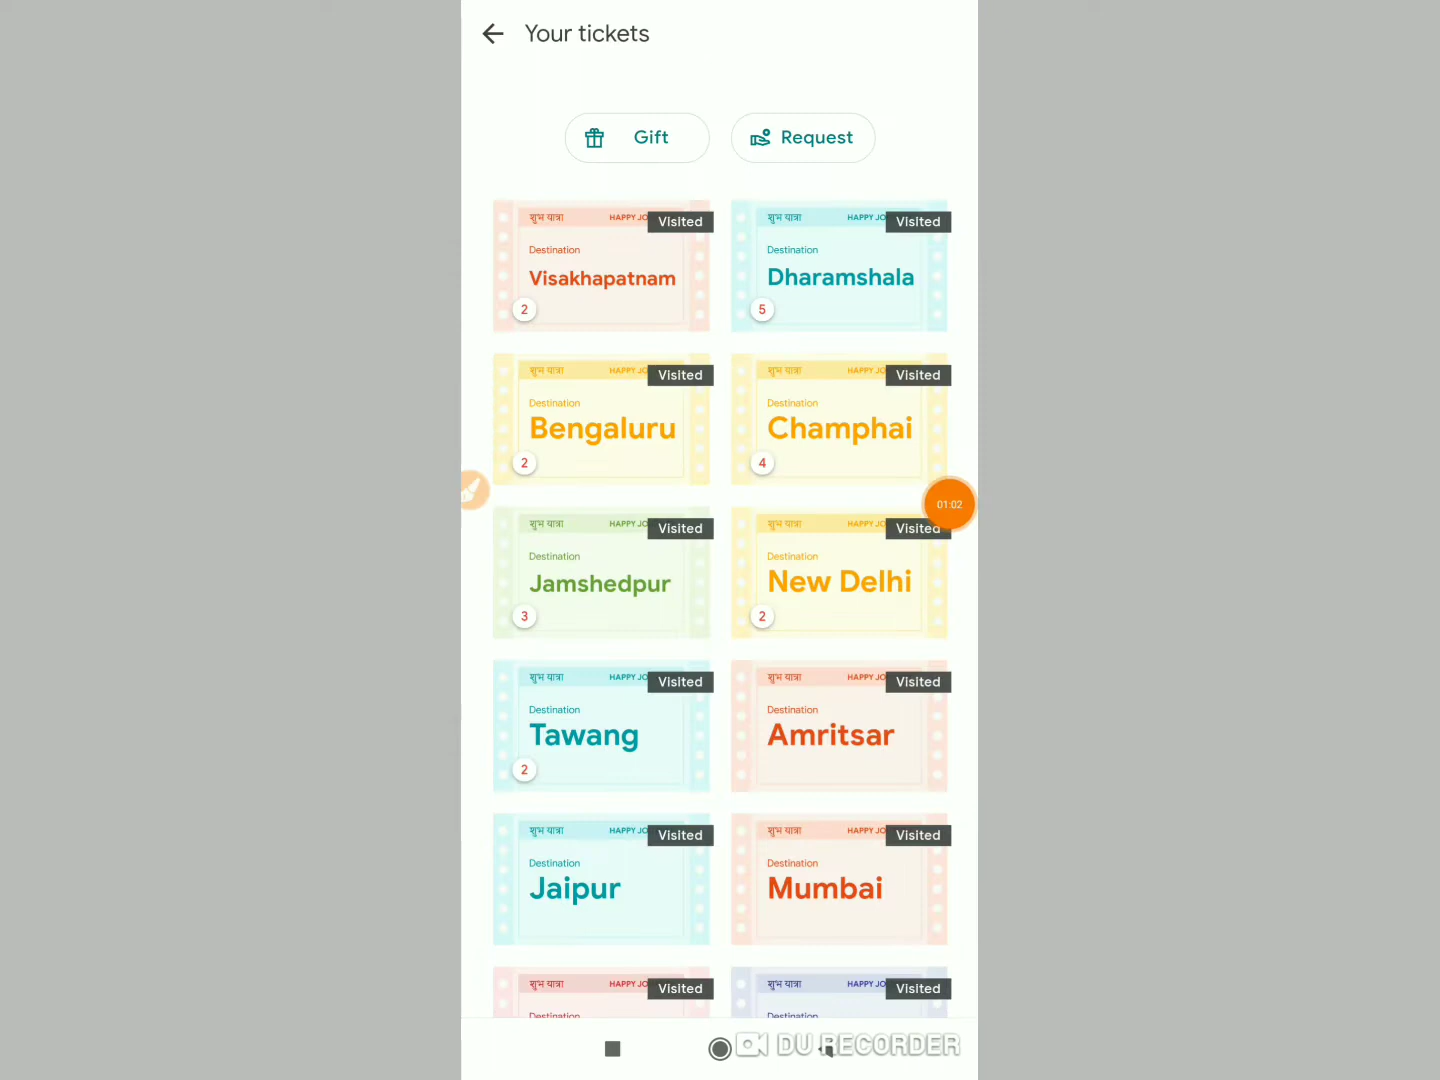 Your tickets
Gift
Request
शुभ यात्रा
HAPPY JO
Visited
Destination
Visakhapatnam
2
शुभ यात्रा
HAPPY JO
Visited
Destination
Dharamshala
5
शुभ यात्रा
HAPPY JO
Visited
Destination
Bengaluru
2
शुभ यात्रा
HAPPY JO
Visited
Destination
Champhai
4
01:02
शुभ यात्रा
HAPPY JO
Visited
Destination
Jamshedpur
3
शुभ यात्रा
HAPPY JO
Visited
Destination
New Delhi
2
शुभ यात्रा
HAPPY JO
Visited
Destination
Tawang
2
शुभ यात्रा
HAPPY JO
Visited
Destination
Amritsar
शुभ यात्रा
HAPPY JO
Visited
Destination
Jaipur
शुभ यात्रा
HAPPY JO
Visited
Destination
Mumbai
शुभ यात्रा
HAPPY JO
Visited
Destination
शुभ यात्रा
HAPPY JO
Visited
Destination
DU RECORDER